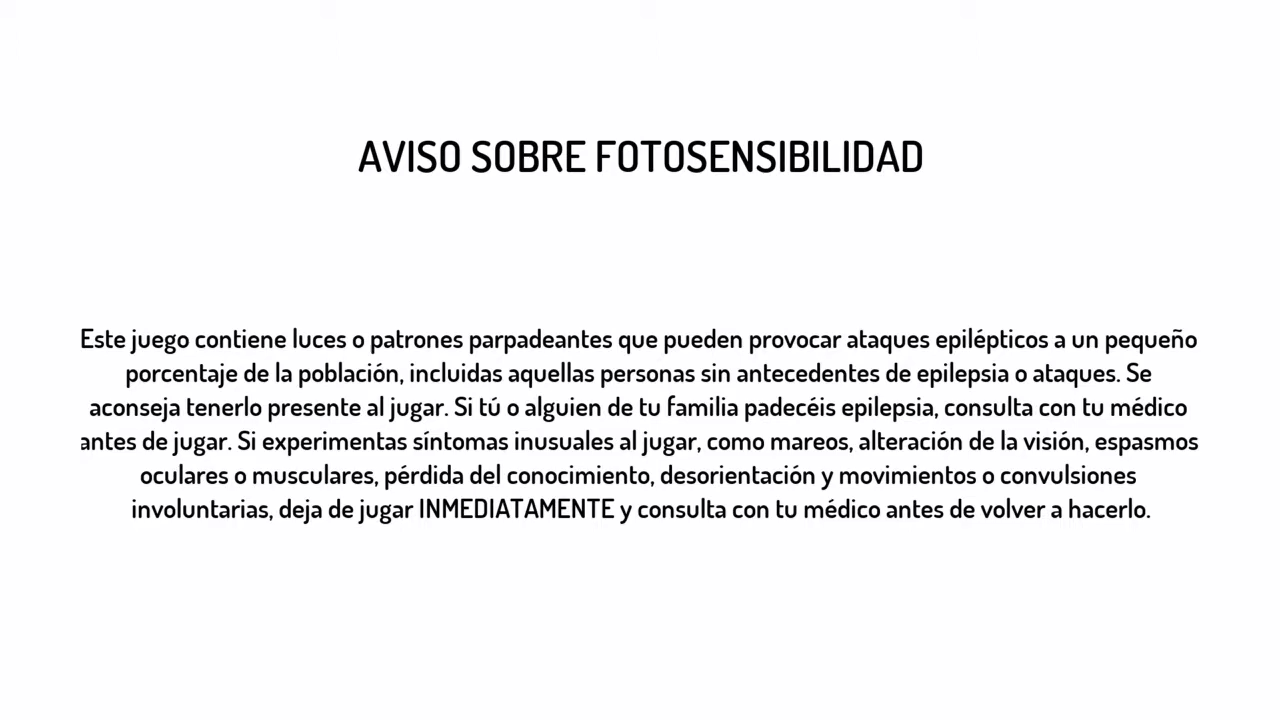 AVISO SOBRE FOTOSENSIBILIDAD
Este juego contiene luces o patrones parpadeantes que pueden provocar ataques epilépticos a un pequeño
porcentaje de la población, incluidas aquellas personas sin antecedentes de epilepsia o ataques. Se
aconseja tenerlo presente al jugar. Si tú o alguien de tu familia padecéis epilepsia, consulta con tu médico
antes de jugar. Si experimentas síntomas inusuales al jugar, como mareos, alteración de la visión, espasmos
oculares o musculares, pérdida del conocimiento, desorientación y movimientos o convulsiones
involuntarias, deja de jugar INMEDIATAMENTE y consulta con tu médico antes de volver a hacerlo.